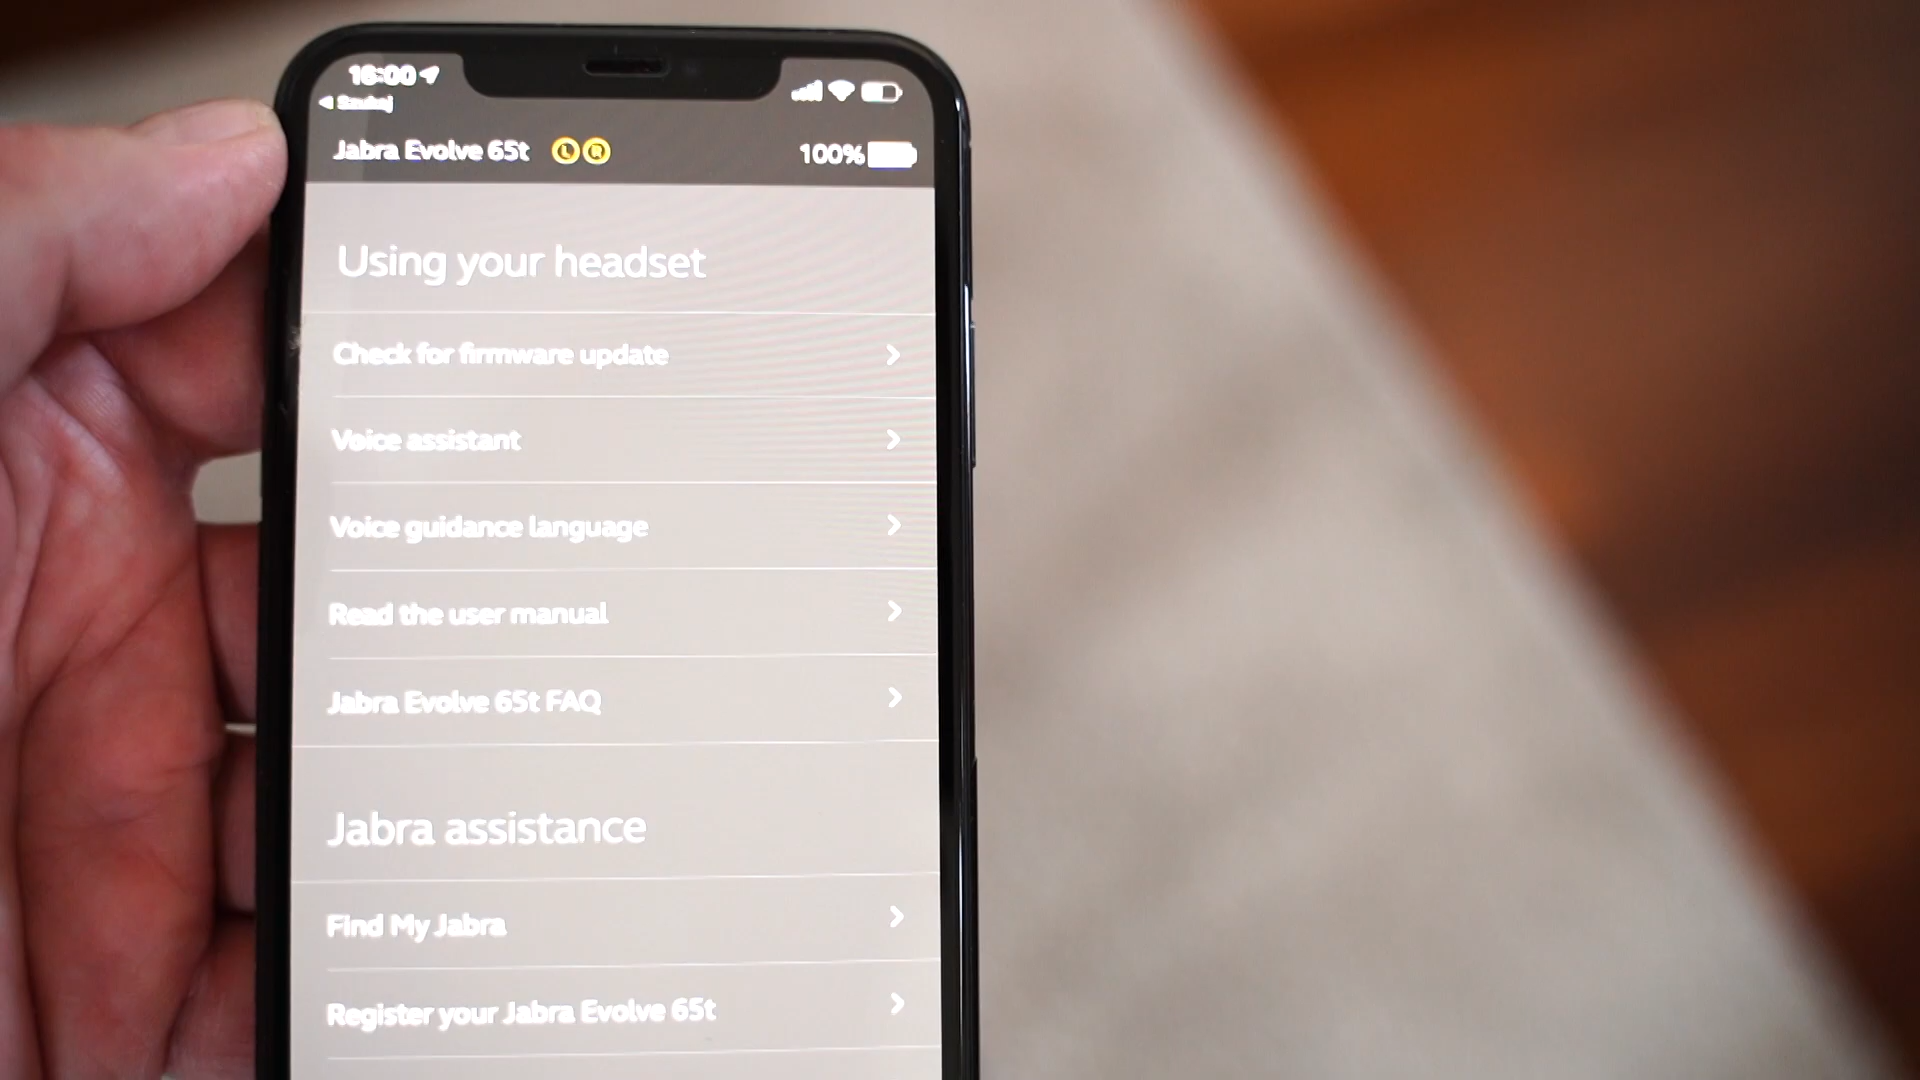 16:00
Szukaj
Jabra Evolve 65t L R 100%
Using your headset
Check for firmware update
Voice assistant
Voice guidance language
Read the user manual
Jabra Evolve 65t FAQ
Jabra assistance
Find My Jabra
Register your Jabra Evolve 65t